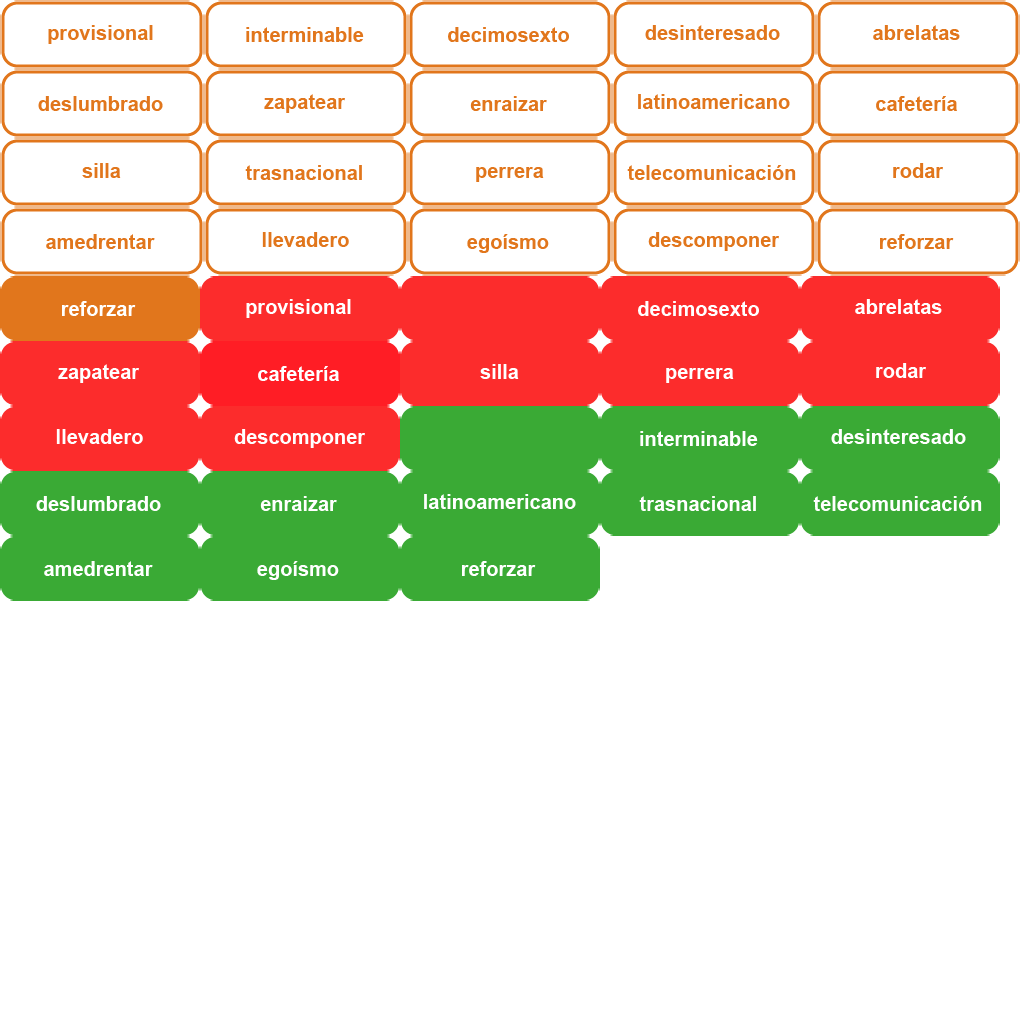 provisional interminable decimosexto desinteresado abrelatas
deslumbrado zapatear enraizar latinoamericano cafetería
silla trasnacional perrera telecomunicación rodar
amedrentar llevadero egoísmo descomponer reforzar
reforzar provisional decimosexto abrelatas
zapatear cafetería silla perrera rodar
llevadero descomponer interminable desinteresado
deslumbrado enraizar latinoamericano trasnacional telecomunicación
amedrentar egoísmo reforzar